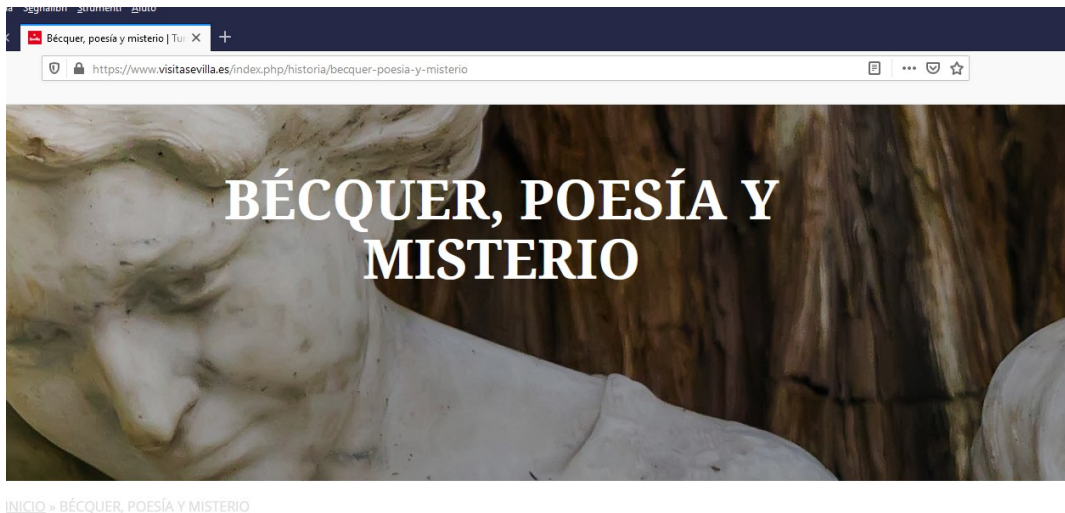 Segnalibri Strumenti Aiuto
Bécquer, poesía y misterio | Tur
https://www.visitasevilla.es/index.php/historia/becquer-poesia-y-misterio
BÉCQUER, POESÍA Y
MISTERIO
INICIO » BÉCQUER, POESÍA Y MISTERIO